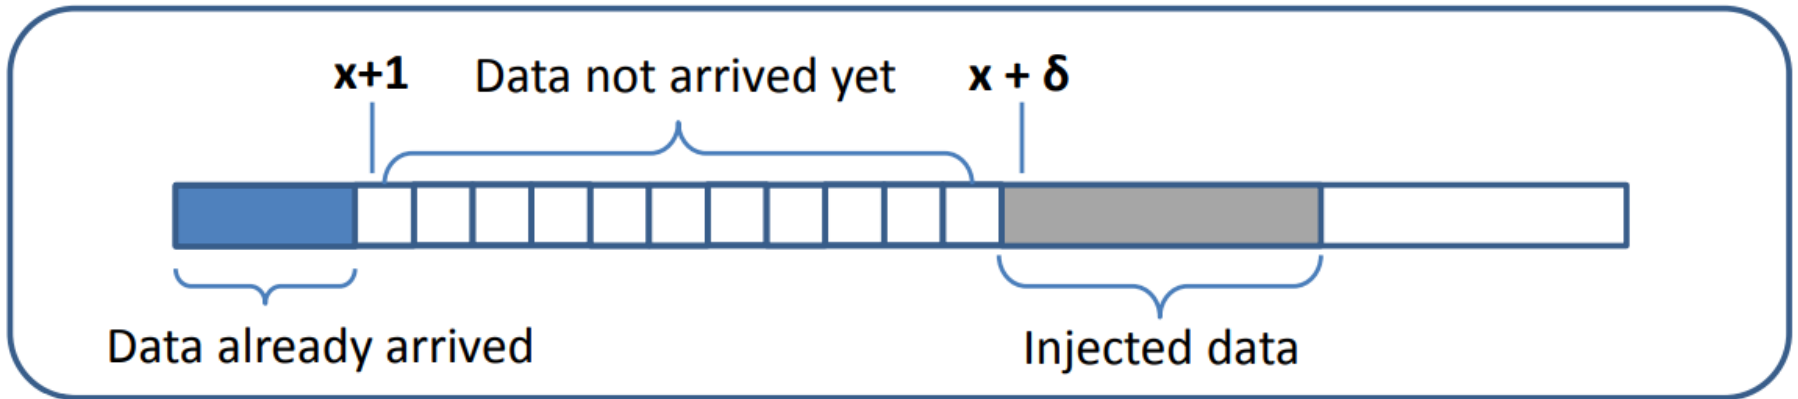 x+1
Data not arrived yet
x + δ
Data already arrived
Injected data